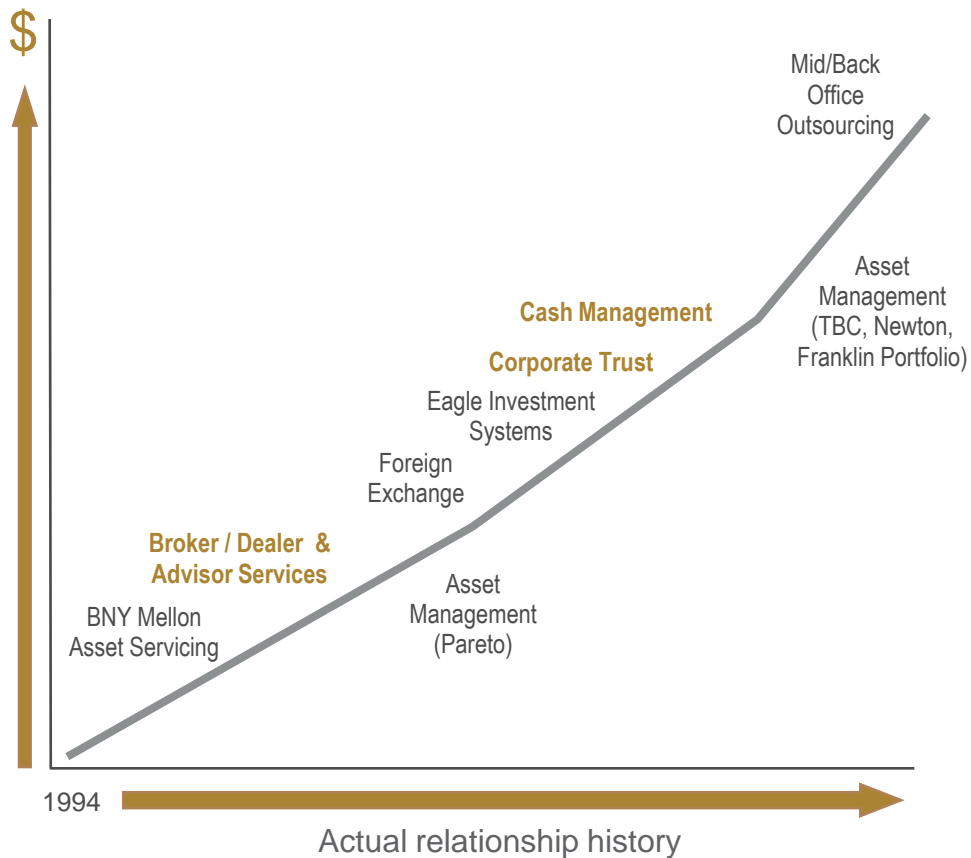 $
Mid/Back
Office
Outsourcing
Asset
Management
(TBC, Newton,
Franklin Portfolio)
Cash Management
Corporate Trust
Eagle Investment
Systems
Foreign
Exchange
Broker / Dealer &
Advisor Services
Asset
Management
(Pareto)
BNY Mellon
Asset Servicing
1994
Actual relationship history